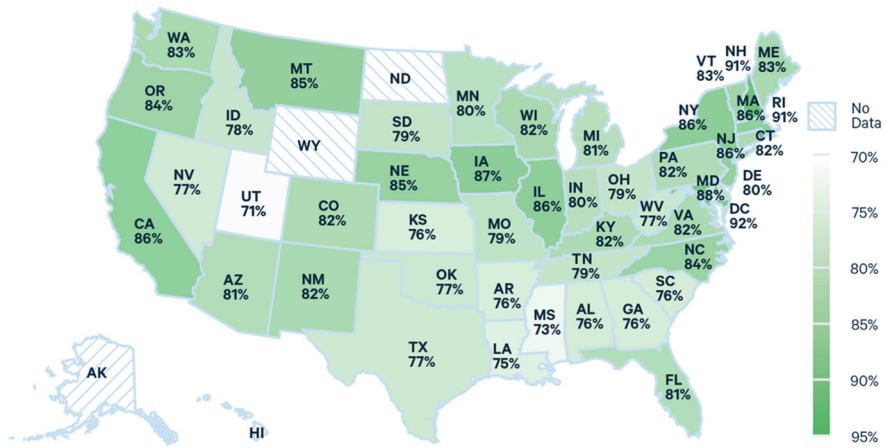 WA
83%
OR
84%
CA
86%
NV
77%
ID
78%
MT
85%
WY
UT
71%
AZ
81%
CO
82%
NM
82%
ND
SD
79%
NE
85%
KS
76%
OK
77%
TX
77%
MN
80%
IA
87%
MO
79%
AR
76%
LA
75%
WI
82%
IL
86%
MI
81%
IN
80%
OH
79%
KY
82%
TN
79%
MS
73%
AL
76%
GA
76%
FL
81%
SC
76%
NC
84%
VA
82%
WV
77%
PA
82%
NY
86%
VT
83%
NH
91%
ME
83%
MA
86%
RI
91%
CT
82%
NJ
86%
DE
80%
MD
88%
DC
92%
AK
HI
No
Data
70%
75%
80%
85%
90%
95%